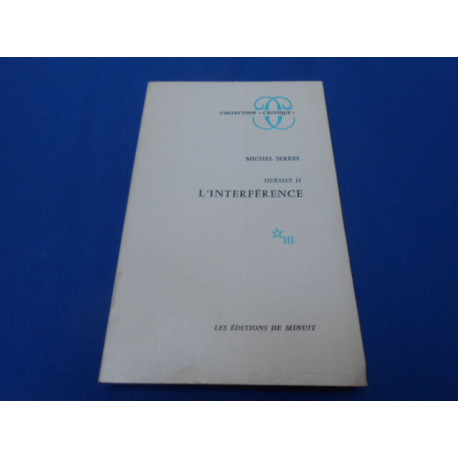 COLLECTION « CRITIQUE »
MICHEL SERRES
HERMES II
L'INTERFÉRENCE
LES ÉDITIONS DE MINUIT